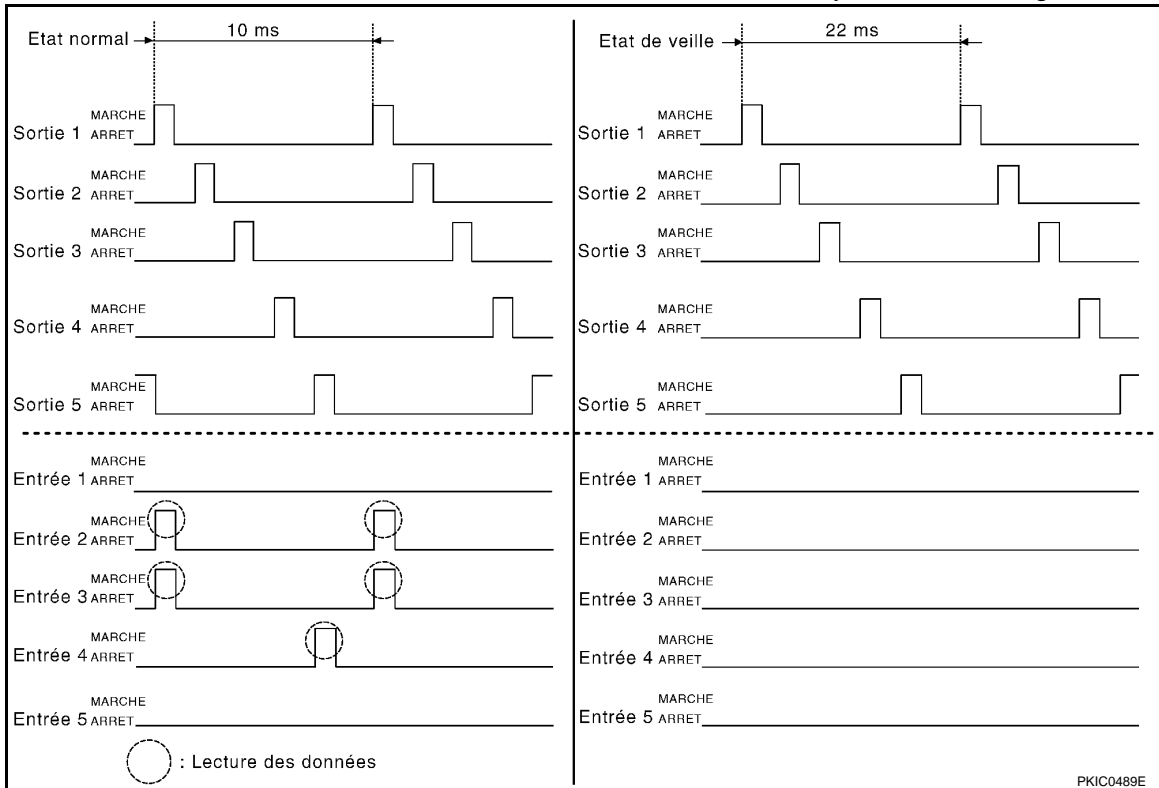 Etat normal
10 ms
MARCHE
Sortie 1 ARRET
MARCHE
Sortie 2 ARRET
MARCHE
Sortie 3 ARRET
MARCHE
Sortie 4 ARRET
MARCHE
Sortie 5 ARRET
MARCHE
Entrée 1 ARRET
MARCHE
Entrée 2 ARRET
MARCHE
Entrée 3 ARRET
MARCHE
Entrée 4 ARRET
MARCHE
Entrée 5 ARRET
: Lecture des données
Etat de veille
22 ms
MARCHE
Sortie 1 ARRET
MARCHE
Sortie 2 ARRET
MARCHE
Sortie 3 ARRET
MARCHE
Sortie 4 ARRET
MARCHE
Sortie 5 ARRET
MARCHE
Entrée 1 ARRET
MARCHE
Entrée 2 ARRET
MARCHE
Entrée 3 ARRET
MARCHE
Entrée 4 ARRET
MARCHE
Entrée 5 ARRET
PKIC0489E